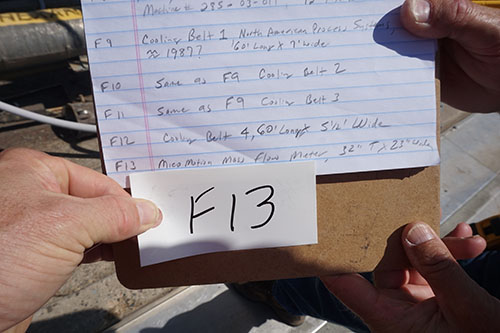 Machine # 285-03-011
F9 Cooling Belt 1, North American Process Systems,
≈ 1987? 60' Long x 7' Wide
F10 Same as F9 Cooling Belt 2
F11 Same as F9 Cooling Belt 3
F12 Cooling Belt 4, 60' Long x 5½' Wide
F13 Micro Motion Mass Flow Meter, 32" T x 23" Wide
F13